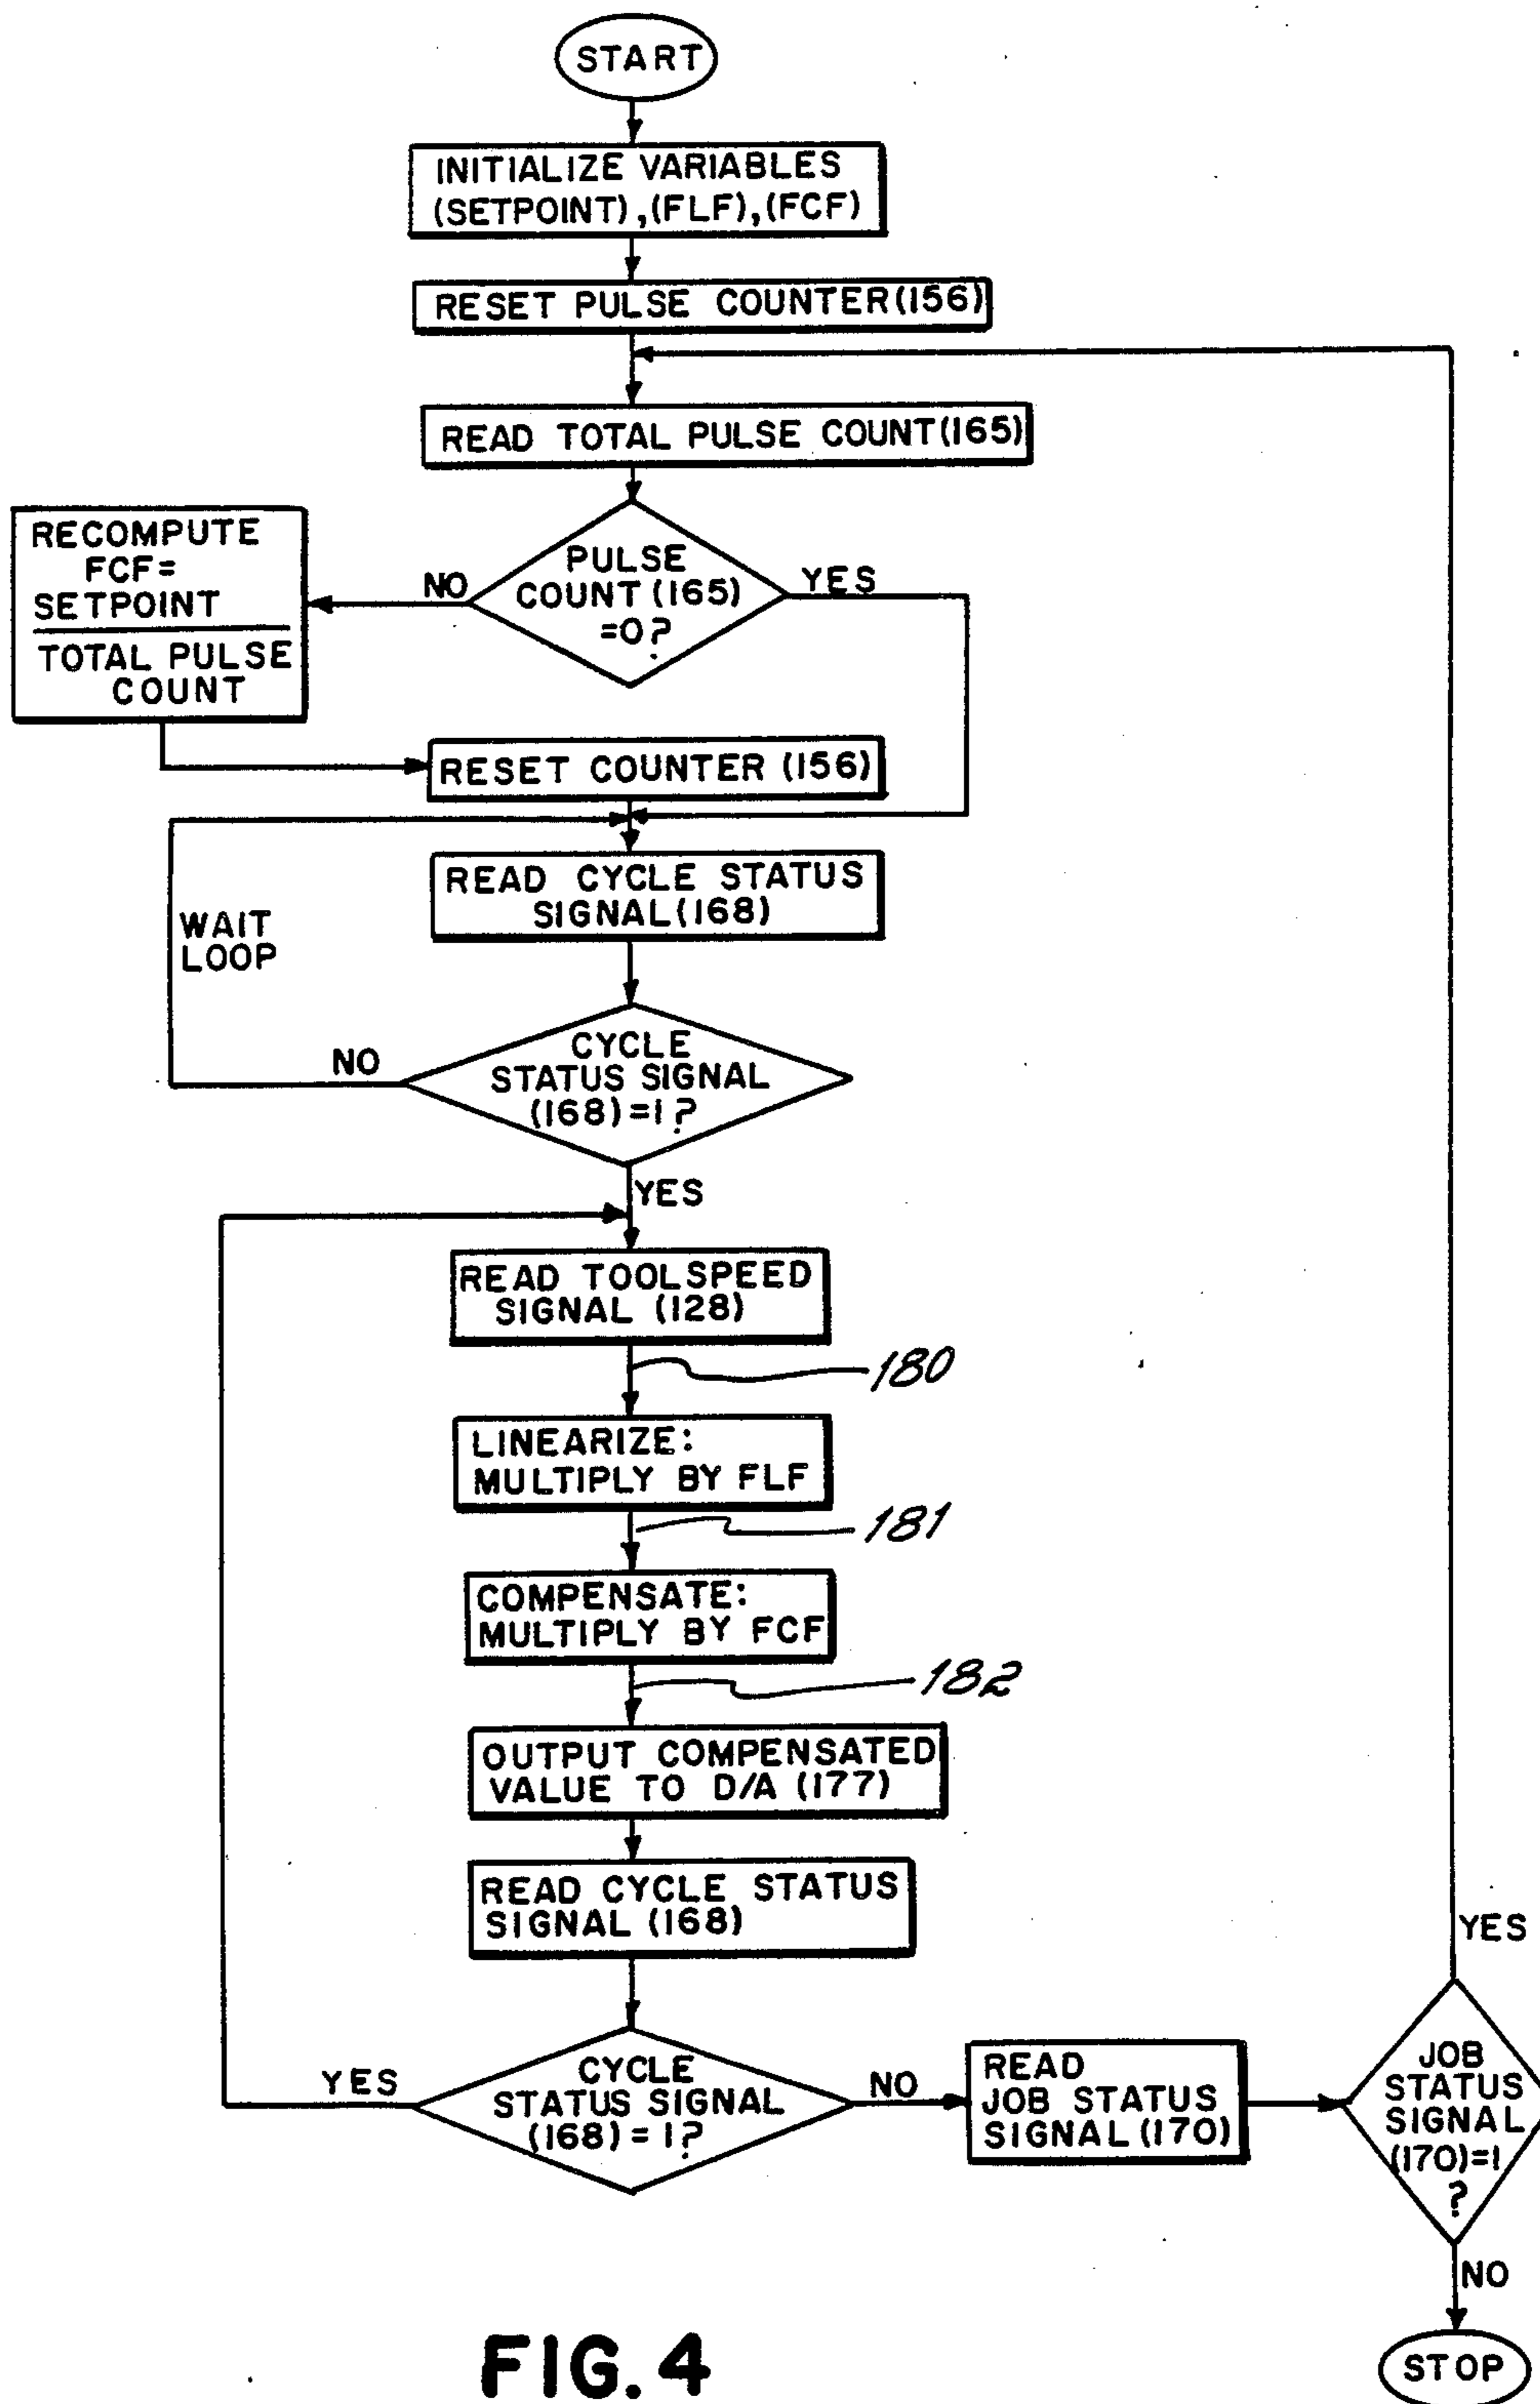 START
INITIALIZE VARIABLES
(SETPOINT),(FLF),(FCF)
RESET PULSE COUNTER(156)
READ TOTAL PULSE COUNT(165)
RECOMPUTE
FCF=
SETPOINT
TOTAL PULSE
COUNT
NO
PULSE
COUNT (165)
=0?
YES
RESET COUNTER (156)
READ CYCLE STATUS
SIGNAL(168)
WAIT
LOOP
NO
CYCLE
STATUS SIGNAL
(168)=1?
YES
READ TOOLSPEED
SIGNAL (128)
180
LINEARIZE:
MULTIPLY BY FLF
181
COMPENSATE:
MULTIPLY BY FCF
182
OUTPUT COMPENSATED
VALUE TO D/A (177)
READ CYCLE STATUS
SIGNAL (168)
YES
YES
CYCLE
STATUS SIGNAL
(168)=1?
NO
READ
JOB STATUS
SIGNAL(170)
JOB
STATUS
SIGNAL
(170)=1
?
NO
STOP
FIG.4